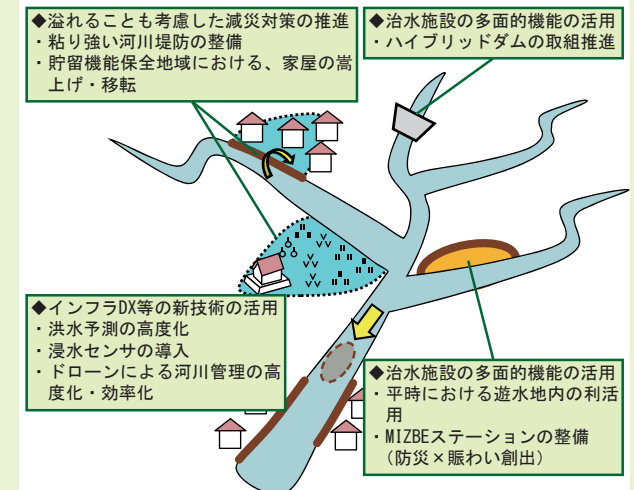 ◆溢れることも考慮した減災対策の推進
・粘り強い河川堤防の整備
・貯留機能保全地域における、家屋の嵩
上げ・移転
◆治水施設の多面的機能の活用
・ハイブリッドダムの取組推進
◆インフラDX等の新技術の活用
・洪水予測の高度化
・浸水センサの導入
・ドローンによる河川管理の高
度化・効率化
◆治水施設の多面的機能の活用
・平時における遊水地内の利活
用
・MIZBEステーションの整備
（防災×賑わい創出）